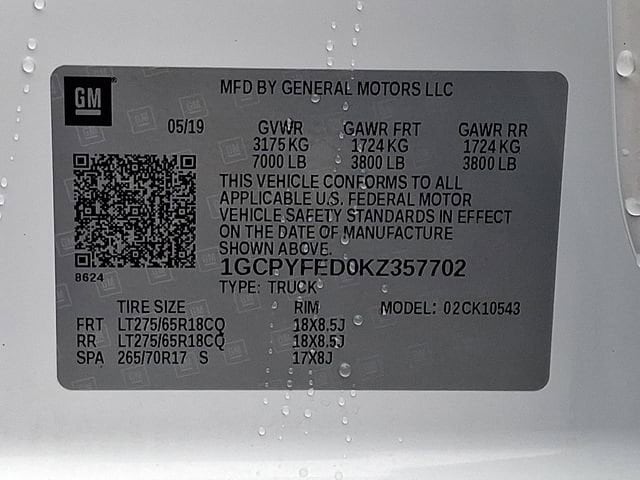 GM
MFD BY GENERAL MOTORS LLC
05/19 GVWR GAWR FRT GAWR RR
3175 KG 1724 KG 1724 KG
7000 LB 3800 LB 3800 LB
THIS VEHICLE CONFORMS TO ALL
APPLICABLE U.S. FEDERAL MOTOR
VEHICLE SAFETY STANDARDS IN EFFECT
ON THE DATE OF MANUFACTURE
SHOWN ABOVE.
8624
1GCPYFED0KZ357702
TYPE: TRUCK
TIRE SIZE RIM MODEL: 02CK10543
FRT LT275/65R18CQ 18X8.5J
RR LT275/65R18CQ 18X8.5J
SPA 265/70R17 S 17X8J